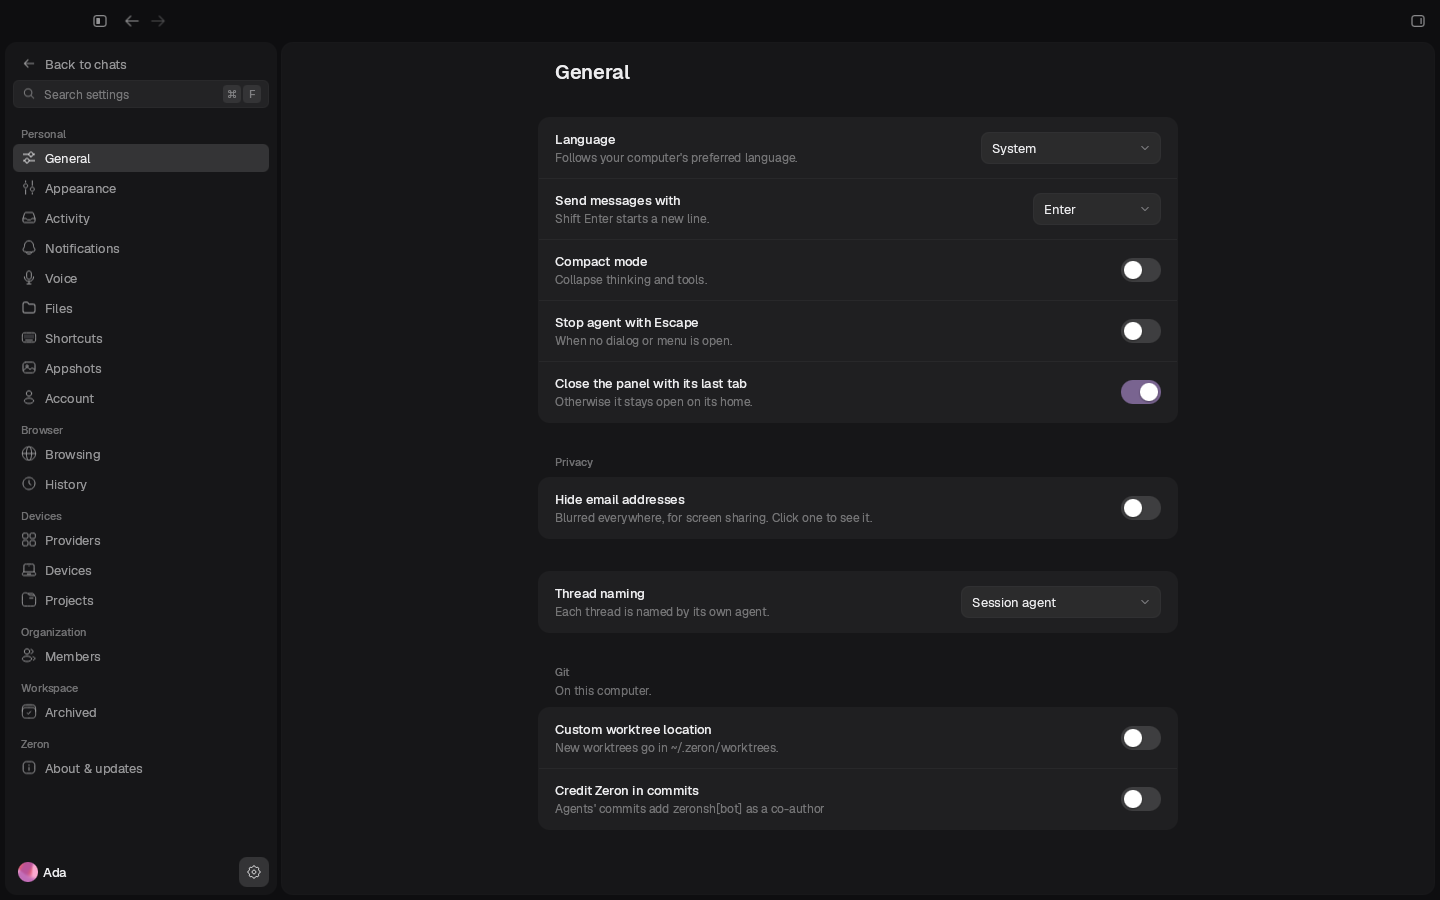 Back to chats
Search settings ⌘ F
Personal
General
Appearance
Activity
Notifications
Voice
Files
Shortcuts
Appshots
Account
Browser
Browsing
History
Devices
Providers
Devices
Projects
Organization
Members
Workspace
Archived
Zeron
About & updates
Ada
General
Language
Follows your computer's preferred language.
System
Send messages with
Shift Enter starts a new line.
Enter
Compact mode
Collapse thinking and tools.
Stop agent with Escape
When no dialog or menu is open.
Close the panel with its last tab
Otherwise it stays open on its home.
Privacy
Hide email addresses
Blurred everywhere, for screen sharing. Click one to see it.
Thread naming
Each thread is named by its own agent.
Session agent
Git
On this computer.
Custom worktree location
New worktrees go in ~/.zeron/worktrees.
Credit Zeron in commits
Agents' commits add zeronsh[bot] as a co-author